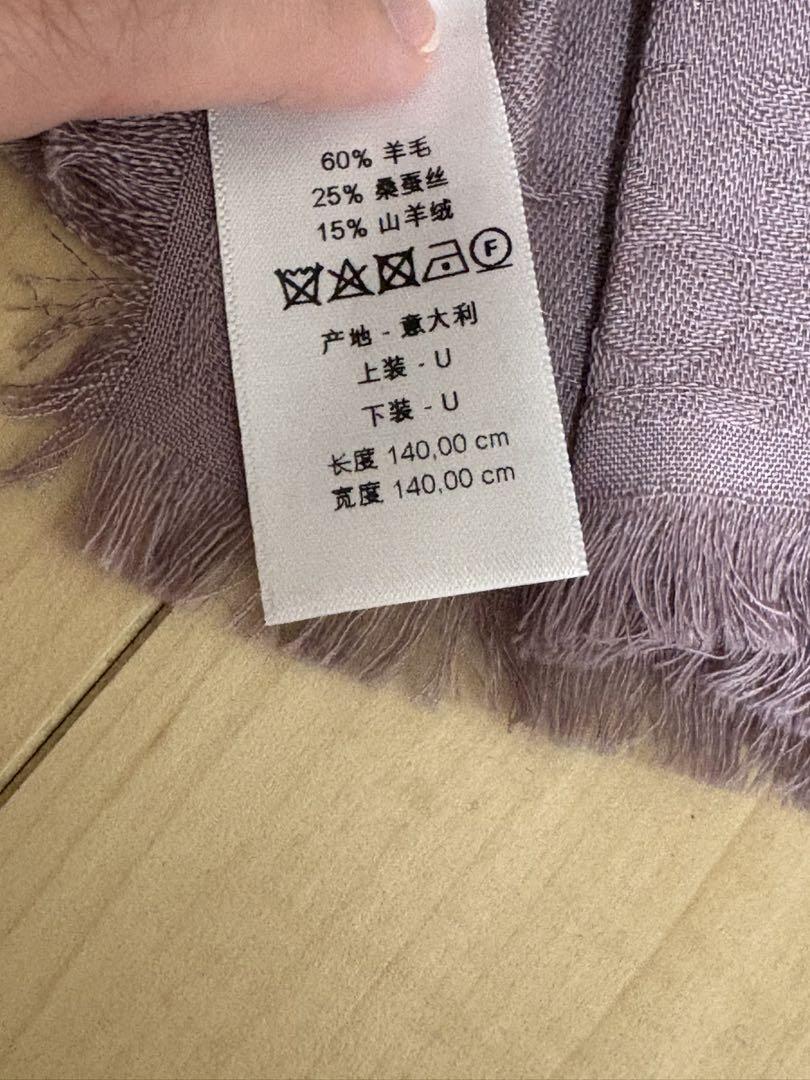 60% 羊毛
25% 桑蚕丝
15% 山羊绒
F
产地 - 意大利
上装 - U
下装 - U
长度 140,00 cm
宽度 140,00 cm